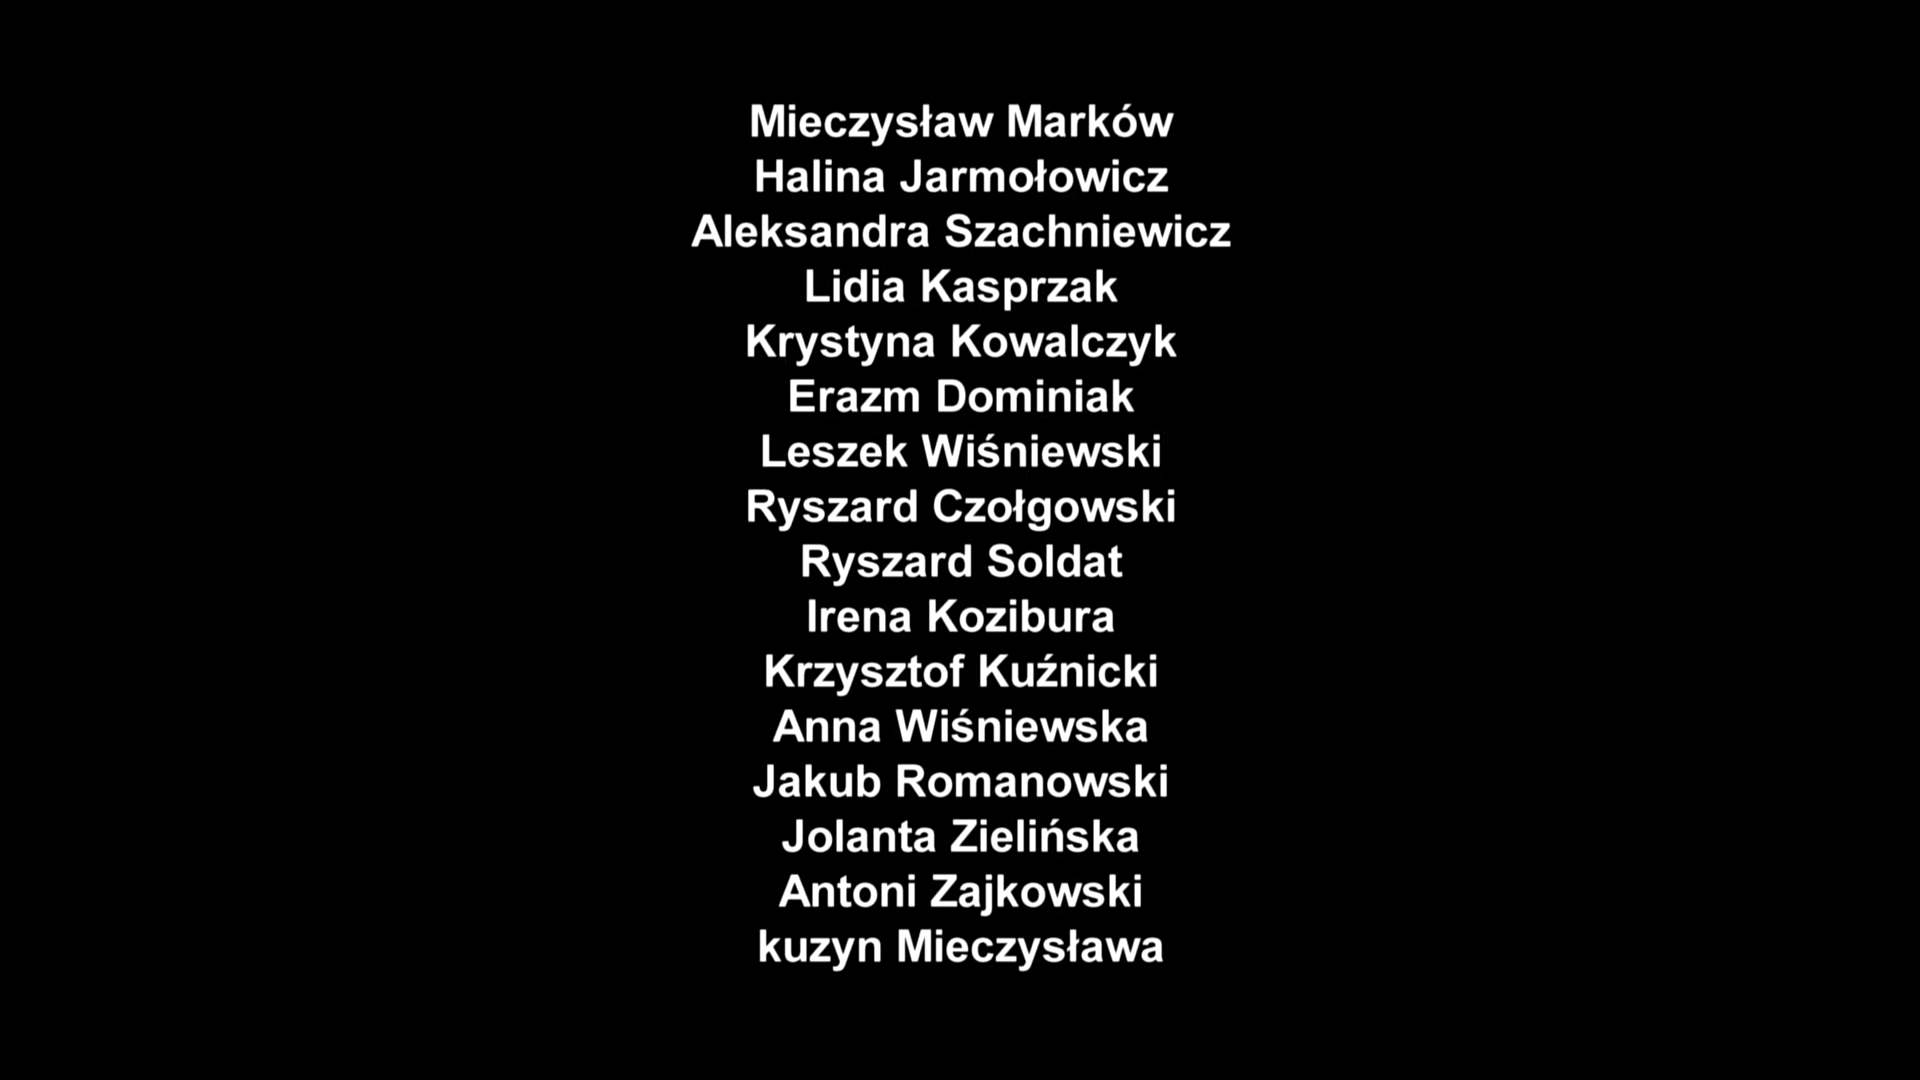 Mieczysław Marków
Halina Jarmołowicz
Aleksandra Szachniewicz
Lidia Kasprzak
Krystyna Kowalczyk
Erazm Dominiak
Leszek Wiśniewski
Ryszard Czołgowski
Ryszard Soldat
Irena Kozibura
Krzysztof Kuźnicki
Anna Wiśniewska
Jakub Romanowski
Jolanta Zielińska
Antoni Zajkowski
kuzyn Mieczysława